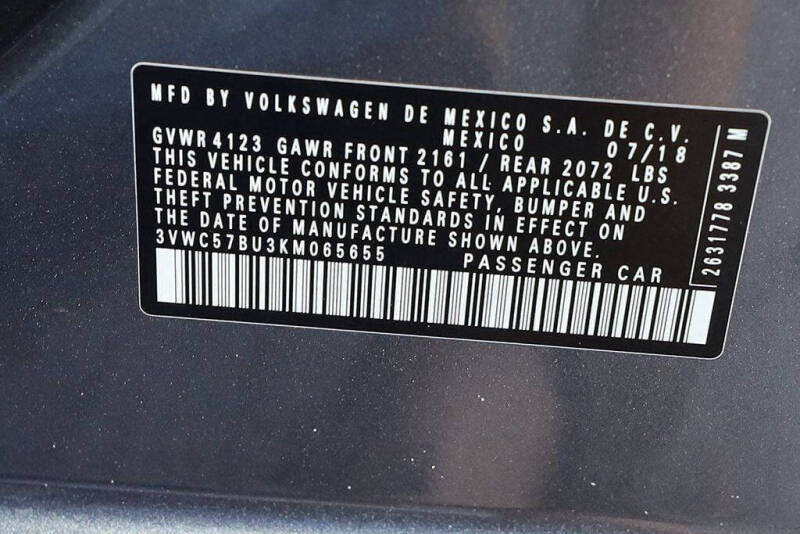 MFD BY VOLKSWAGEN DE MEXICO S.A. DE C.V.
MEXICO 07/18
GVWR 4123 GAWR FRONT 2161 / REAR 2072 LBS
THIS VEHICLE CONFORMS TO ALL APPLICABLE U.S.
FEDERAL MOTOR VEHICLE SAFETY, BUMPER AND
THEFT PREVENTION STANDARDS IN EFFECT ON
THE DATE OF MANUFACTURE SHOWN ABOVE.
3VWC57BU3KM065655 PASSENGER CAR
26317778 3387 M